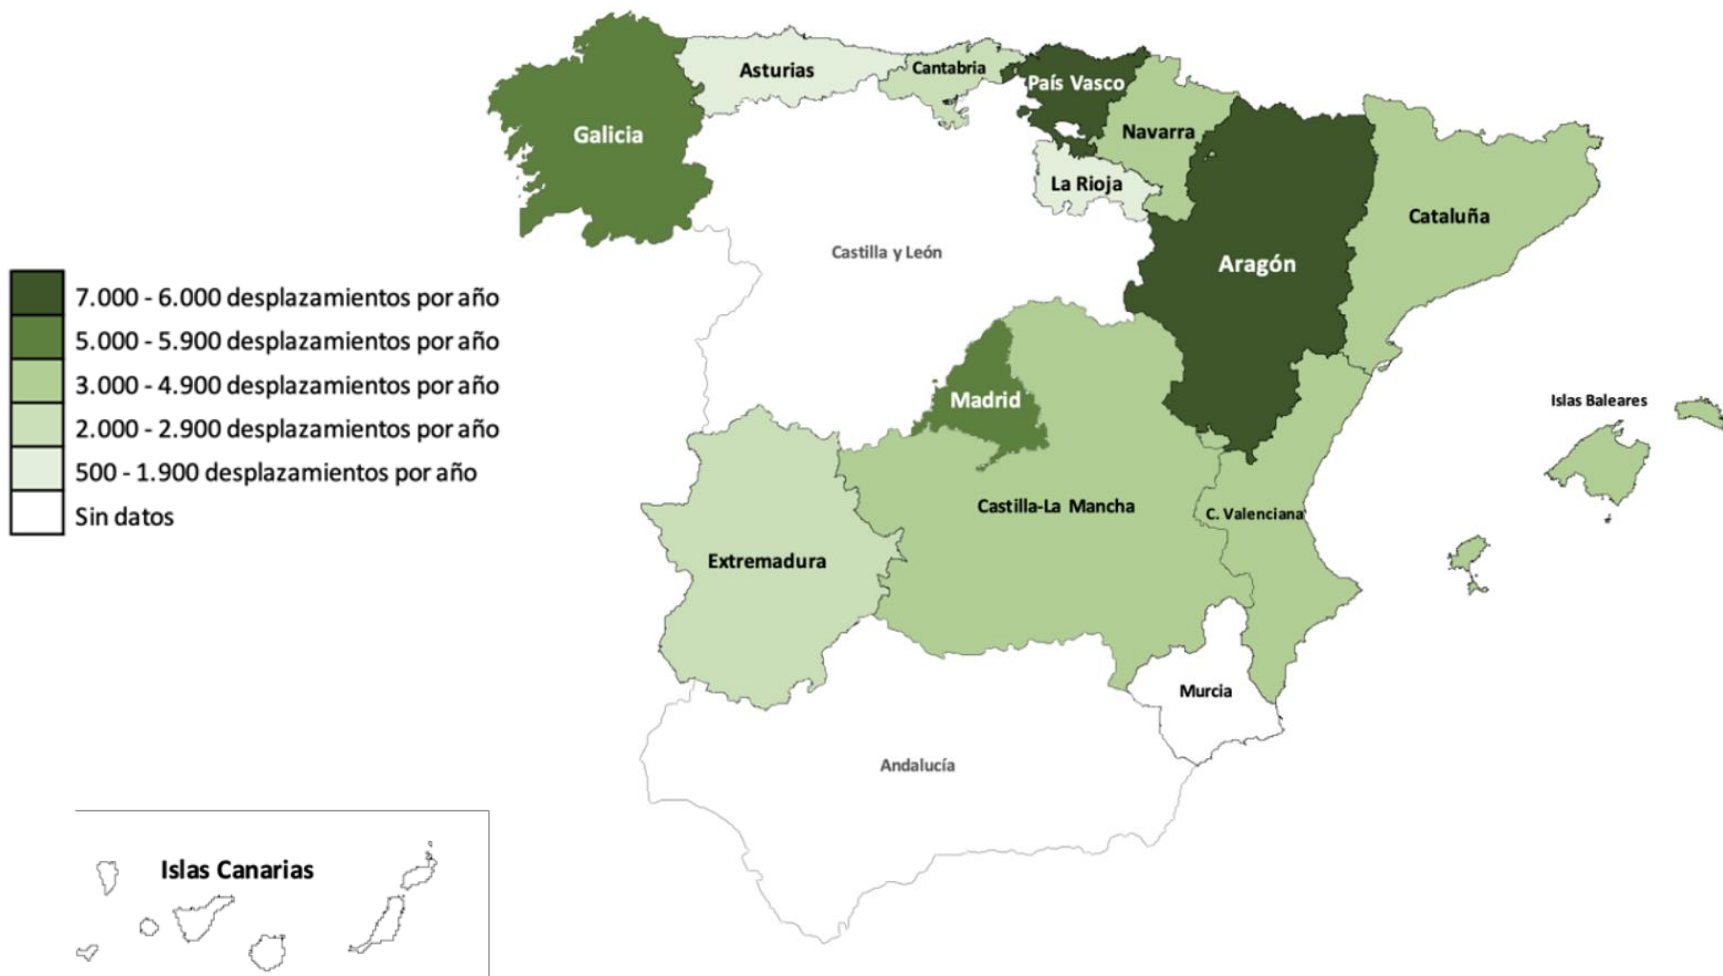 Asturias
Cantabria
País Vasco
Galicia
Navarra
La Rioja
Cataluña
Castilla y León
Aragón
7.000 - 6.000 desplazamientos por año
5.000 - 5.900 desplazamientos por año
3.000 - 4.900 desplazamientos por año
2.000 - 2.900 desplazamientos por año
500 - 1.900 desplazamientos por año
Sin datos
Madrid
Islas Baleares
Castilla-La Mancha
C. Valenciana
Extremadura
Murcia
Andalucía
Islas Canarias